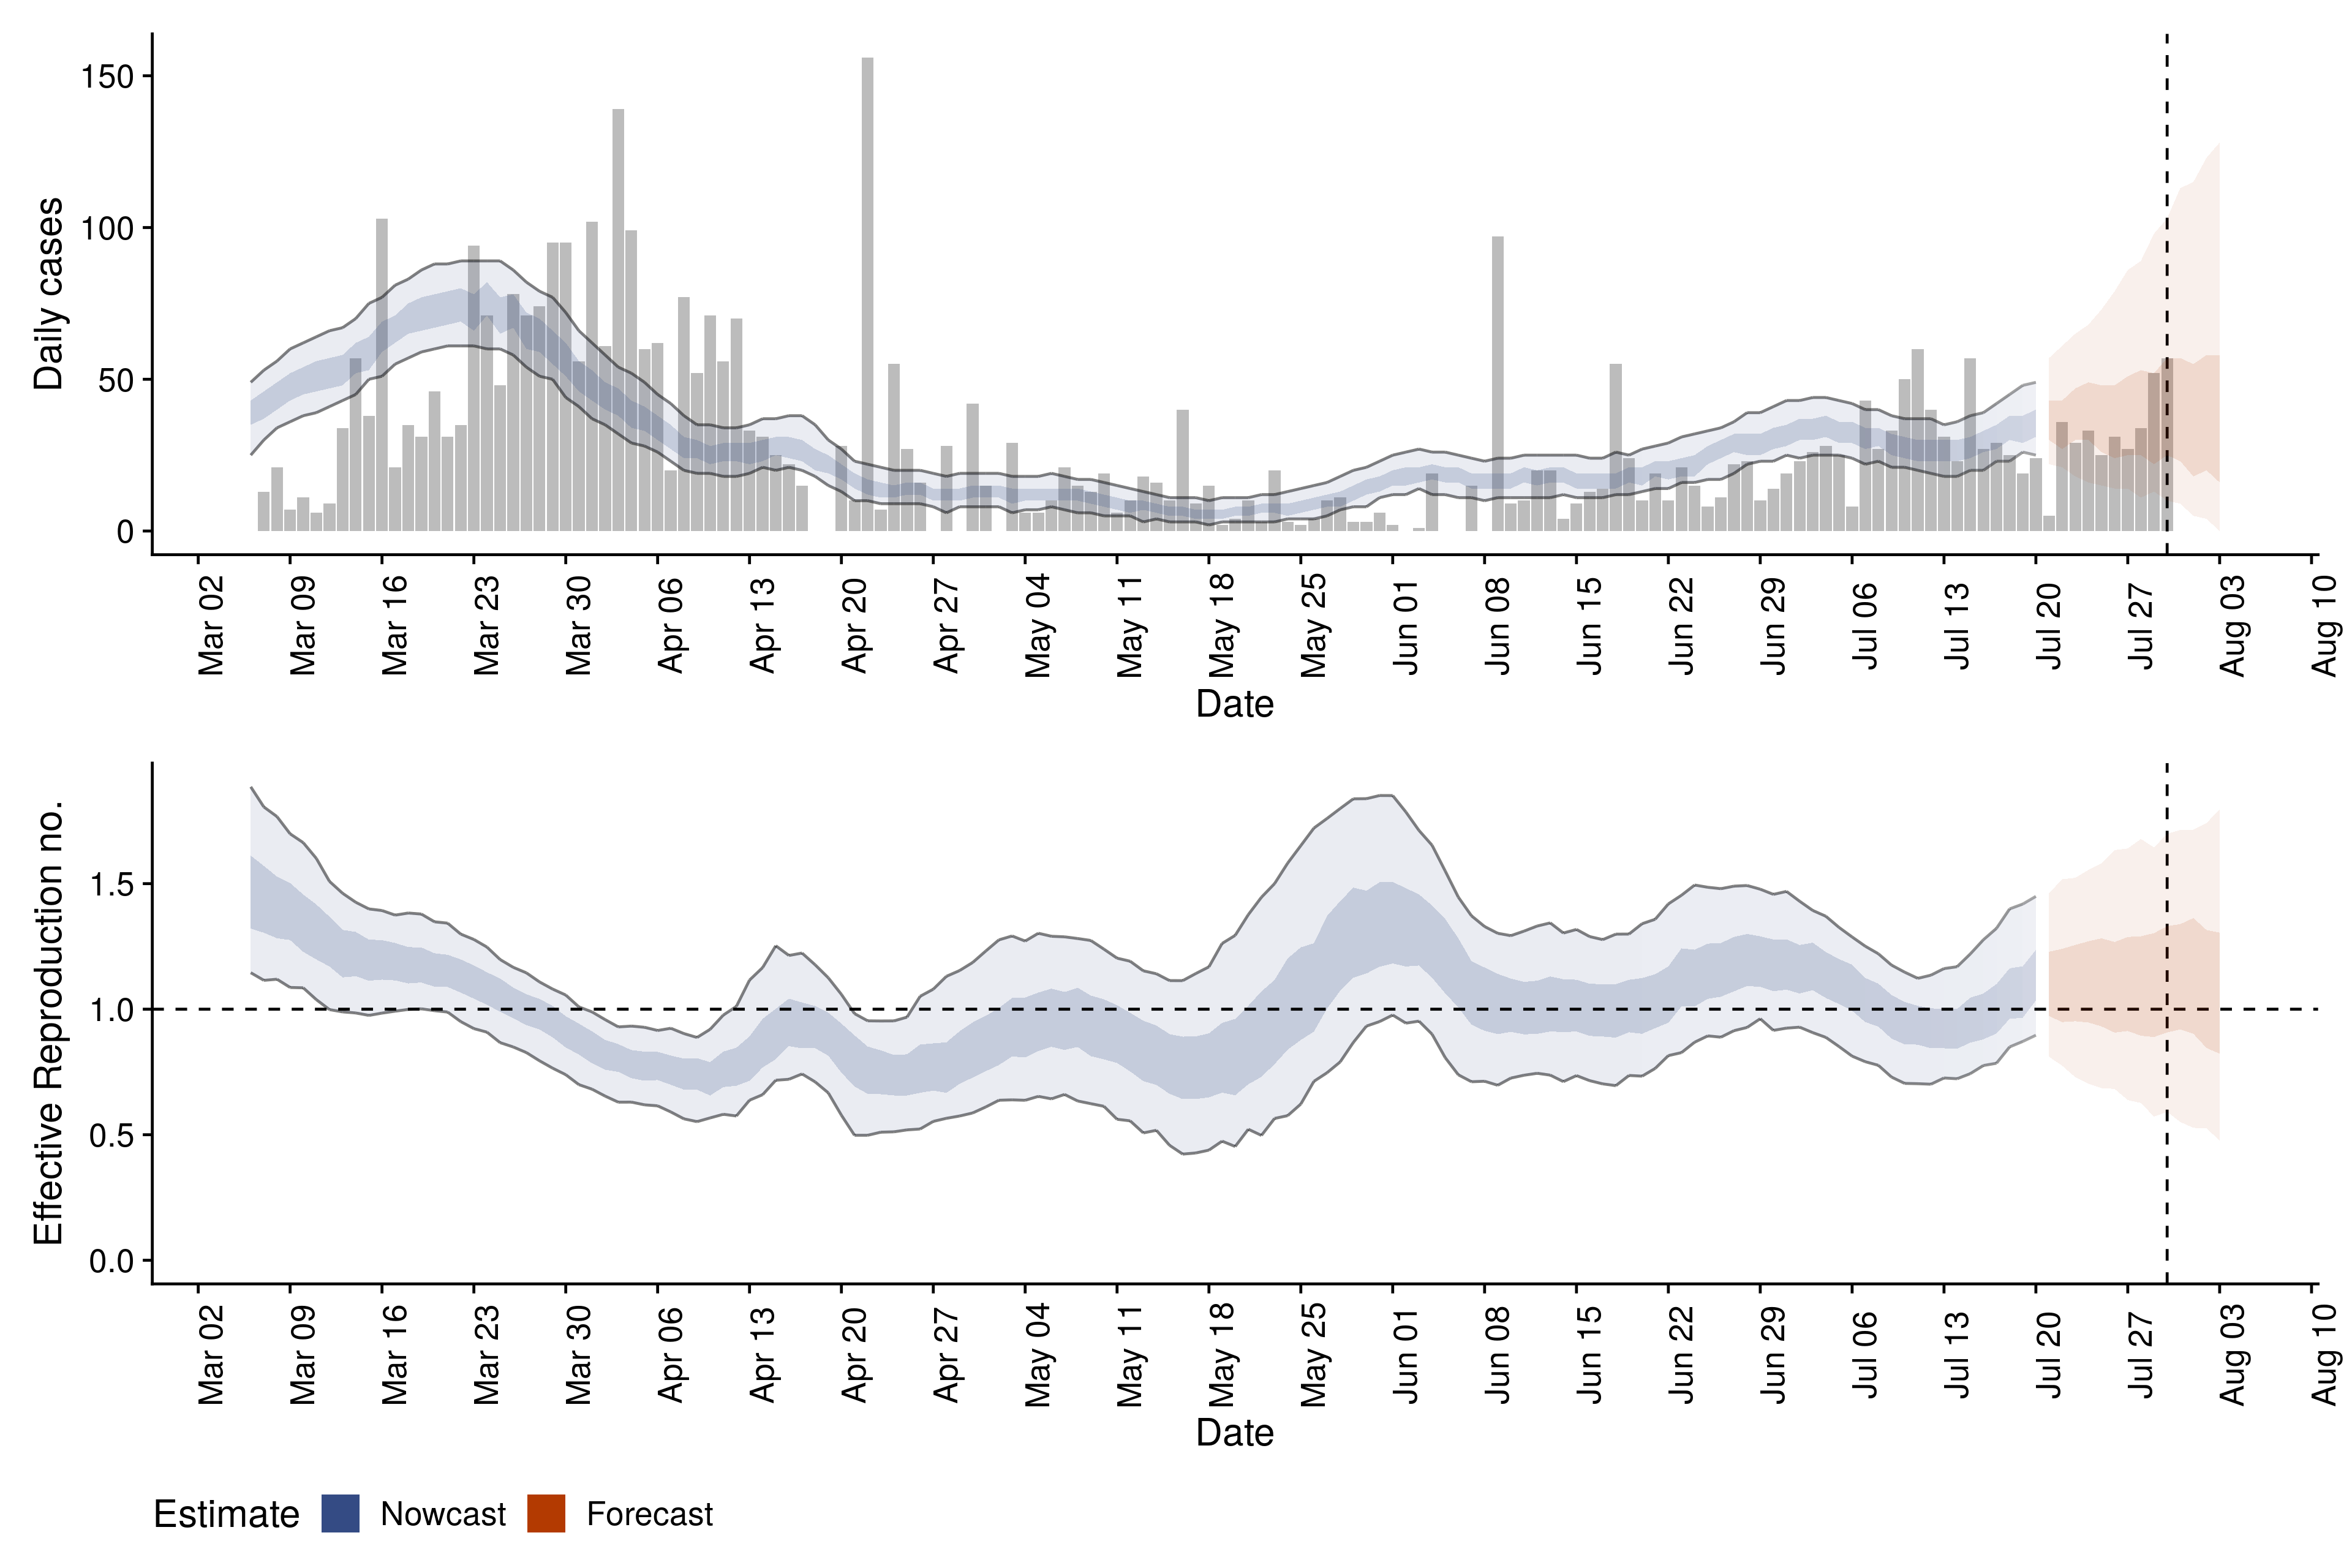 Daily cases
150
100
50
0
Mar 02 Mar 09 Mar 16 Mar 23 Mar 30 Apr 06 Apr 13 Apr 20 Apr 27 May 04 May 11 May 18 May 25 Jun 01 Jun 08 Jun 15 Jun 22 Jun 29 Jul 06 Jul 13 Jul 20 Jul 27 Aug 03 Aug 10
Date
Effective Reproduction no.
1.5
1.0
0.5
0.0
Mar 02 Mar 09 Mar 16 Mar 23 Mar 30 Apr 06 Apr 13 Apr 20 Apr 27 May 04 May 11 May 18 May 25 Jun 01 Jun 08 Jun 15 Jun 22 Jun 29 Jul 06 Jul 13 Jul 20 Jul 27 Aug 03 Aug 10
Date
Estimate Nowcast Forecast